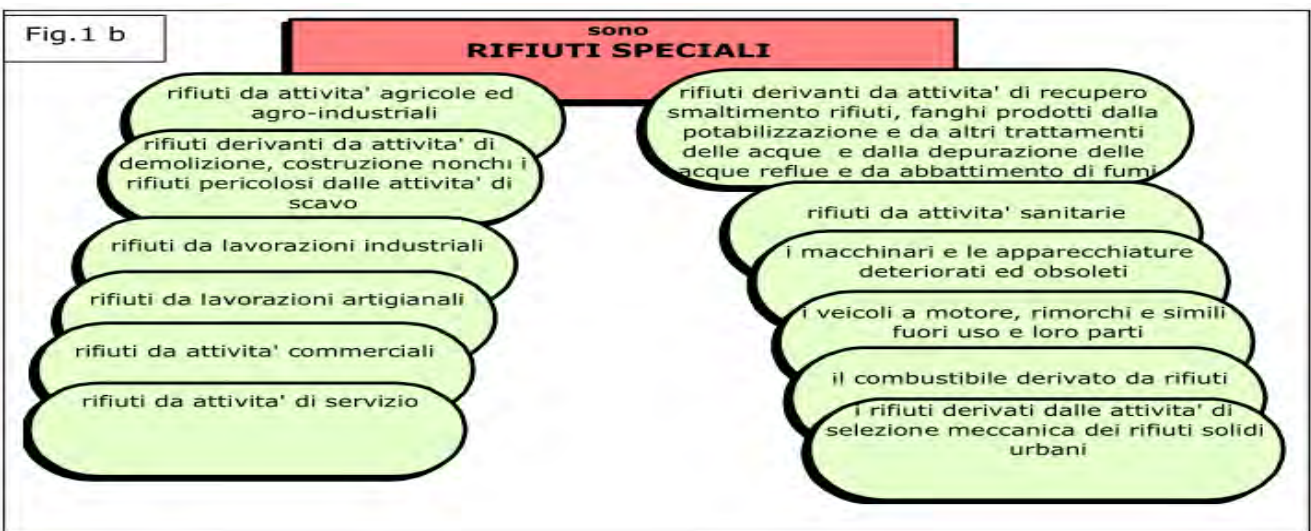 Fig.1 b
sono
RIFIUTI SPECIALI
rifiuti da attivita' agricole ed
agro-industriali
rifiuti derivanti da attivita' di
demolizione, costruzione nonchi i
rifiuti pericolosi dalle attivita' di
scavo
rifiuti da lavorazioni industriali
rifiuti da lavorazioni artigianali
rifiuti da attivita' commerciali
rifiuti da attivita' di servizio
rifiuti derivanti da attivita' di recupero
smaltimento rifiuti, fanghi prodotti dalla
potabilizzazione e da altri trattamenti
delle acque e dalla depurazione delle
acque reflue e da abbattimento di fumi
rifiuti da attivita' sanitarie
i macchinari e le apparecchiature
deteriorati ed obsoleti
i veicoli a motore, rimorchi e simili
fuori uso e loro parti
il combustibile derivato da rifiuti
i rifiuti derivati dalle attivita' di
selezione meccanica dei rifiuti solidi
urbani